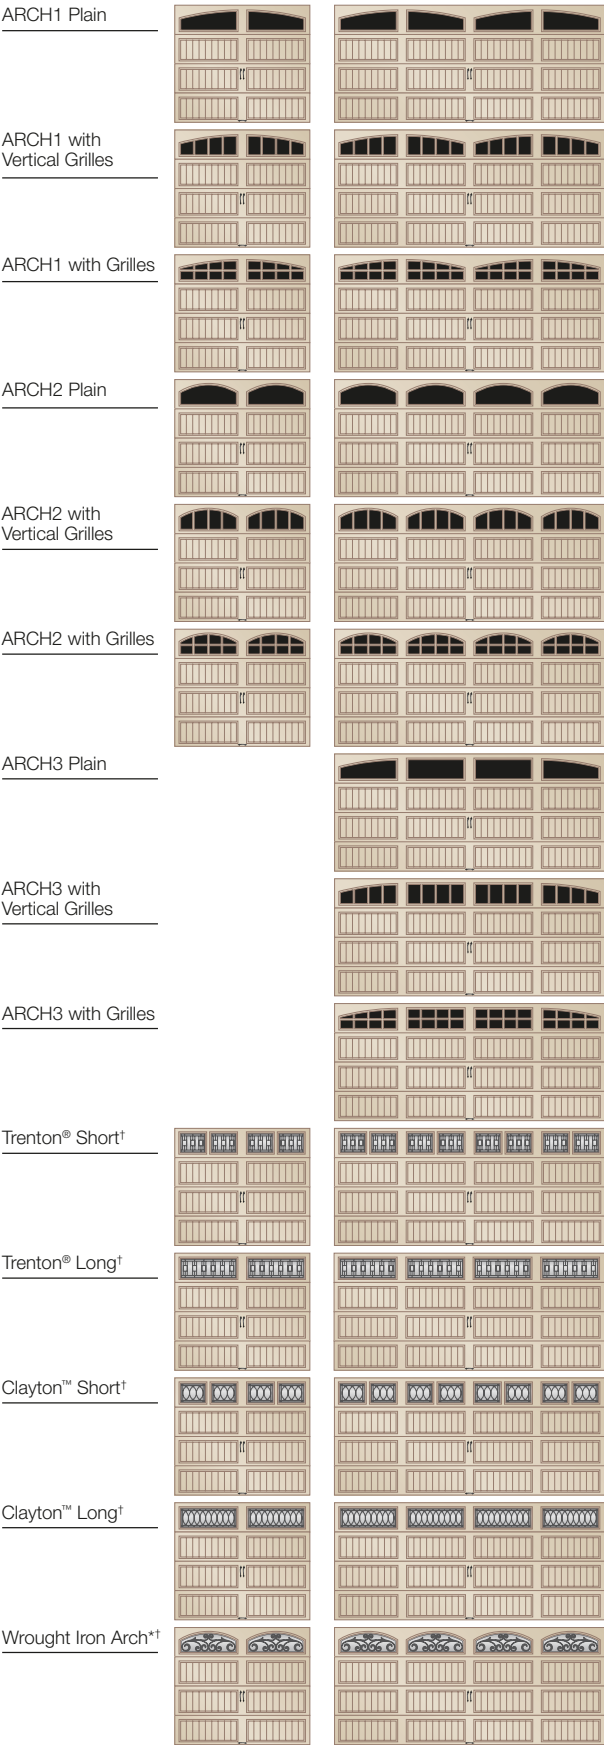 ARCH1 Plain
ARCH1 with
Vertical Grilles
ARCH1 with Grilles
ARCH2 Plain
ARCH2 with
Vertical Grilles
ARCH2 with Grilles
ARCH3 Plain
ARCH3 with
Vertical Grilles
ARCH3 with Grilles
Trenton® Short†
Trenton® Long†
Clayton™ Short†
Clayton™ Long†
Wrought Iron Arch*†